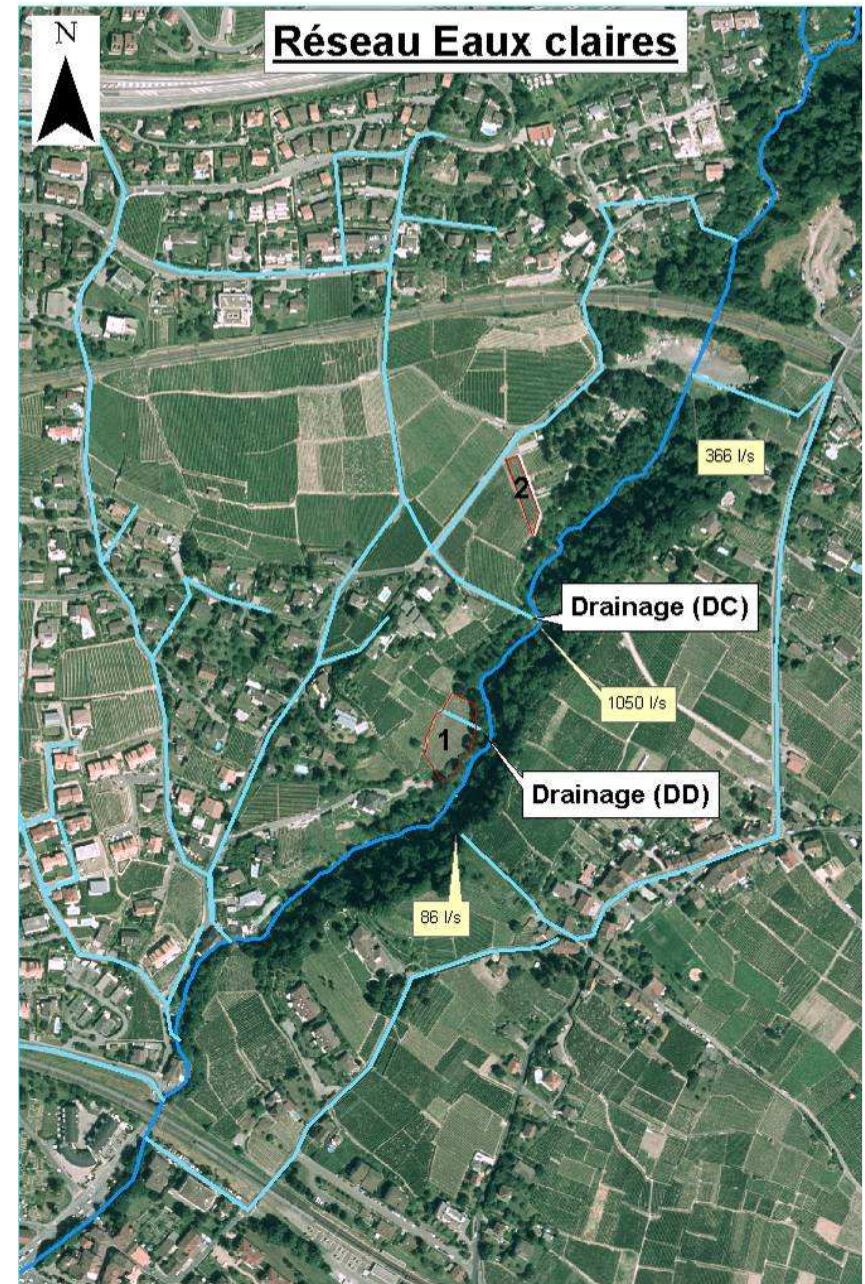 N
Réseau Eaux claires
366 l/s
2
Drainage (DC)
1050 l/s
1
Drainage (DD)
86 l/s